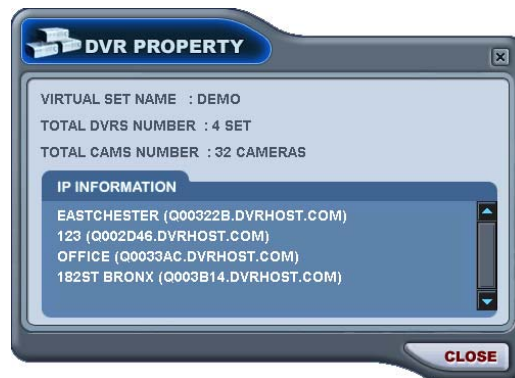 DVR PROPERTY
VIRTUAL SET NAME : DEMO
TOTAL DVRS NUMBER : 4 SET
TOTAL CAMS NUMBER : 32 CAMERAS
IP INFORMATION
EASTCHESTER (Q00322B.DVRHOST.COM)
123 (Q002D46.DVRHOST.COM)
OFFICE (Q0033AC.DVRHOST.COM)
182ST BRONX (Q003B14.DVRHOST.COM)
CLOSE